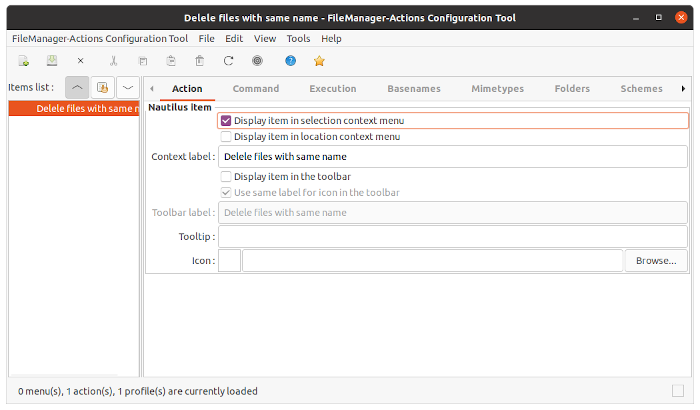 Delele files with same name - FileManager-Actions Configuration Tool
FileManager-Actions Configuration Tool File Edit View Tools Help
Items list :
Action Command Execution Basenames Mimetypes Folders Schemes
Delele files with same n
Nautilus item
Display item in selection context menu
Display item in location context menu
Context label : Delele files with same name
Display item in the toolbar
Use same label for icon in the toolbar
Toolbar label : Delele files with same name
Tooltip :
Icon : Browse...
0 menu(s), 1 action(s), 1 profile(s) are currently loaded